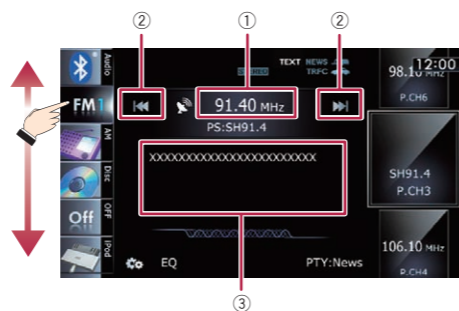 ② ① ②
Audio
TEXT NEWS
STEREO TRFC
12:00
98.10 MHz
P.CH6
FM1
91.40 MHz
PS:SH91.4
AM
XXXXXXXXXXXXXXXXXXXXXXXX
Disc
SH91.4
P.CH3
Off
OFF
iPod
EQ
PTY:News
106.10 MHz
P.CH4
③